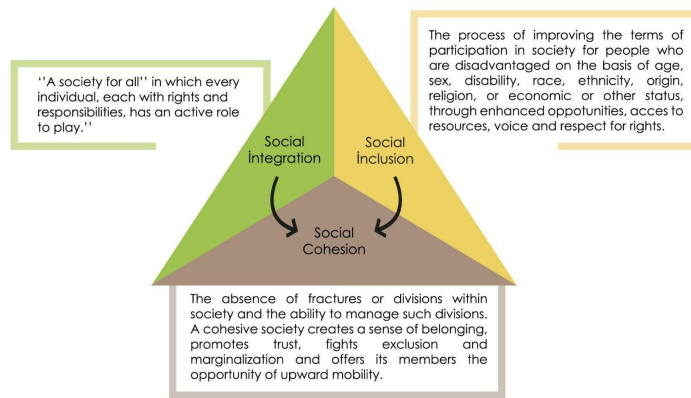 ‘’A society for all’’ in which every
individual, each with rights and
responsibilities, has an active role
to play.’’
The process of improving the terms of
participation in society for people who
are disadvantaged on the basis of age,
sex, disability, race, ethnicity, origin,
religion, or economic or other status,
through enhanced oppotunities, acces to
resources, voice and respect for rights.
Social
İntegration
Social
İnclusion
Social
Cohesion
The absence of fractures or divisions within
society and the ability to manage such divisions.
A cohesive society creates a sense of belonging,
promotes trust, fights exclusion and
marginalization and offers its members the
opportunity of upward mobility.